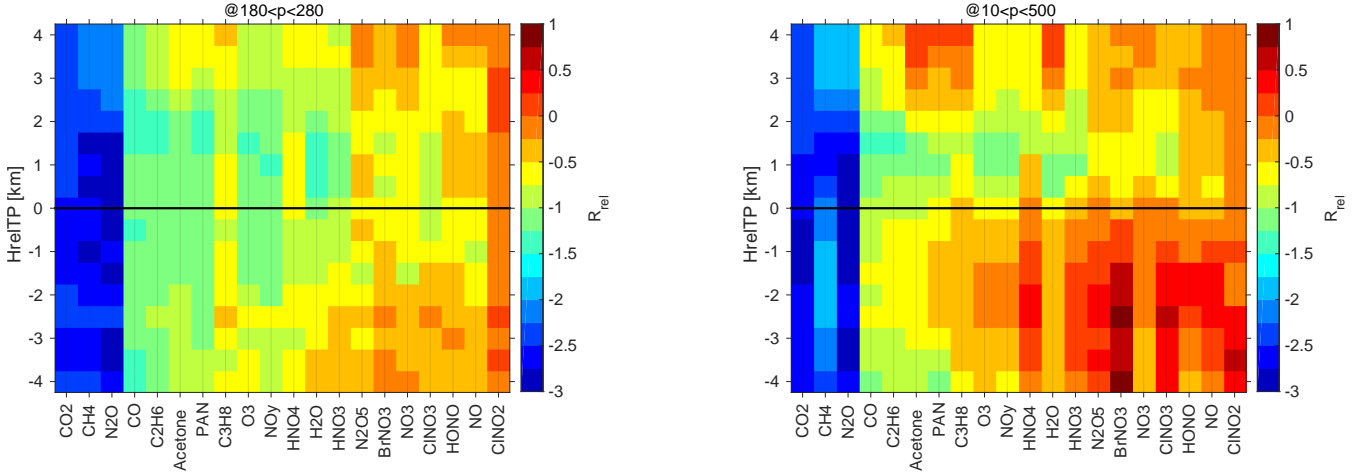 @180<p<280
HrelTP [km]
4
3
2
1
0
-1
-2
-3
-4
CO2
CH4
N2O
CO
C2H6
Acetone
PAN
C3H8
O3
NOy
HNO4
H2O
HNO3
N2O5
BrNO3
NO3
ClNO3
HONO
NO
ClNO2
1
0.5
0
-0.5
-1
-1.5
-2
-2.5
-3
R_rel
@10<p<500
HrelTP [km]
4
3
2
1
0
-1
-2
-3
-4
CO2
CH4
N2O
CO
C2H6
Acetone
PAN
C3H8
O3
NOy
HNO4
H2O
HNO3
N2O5
BrNO3
NO3
ClNO3
HONO
NO
ClNO2
1
0.5
0
-0.5
-1
-1.5
-2
-2.5
-3
R_rel